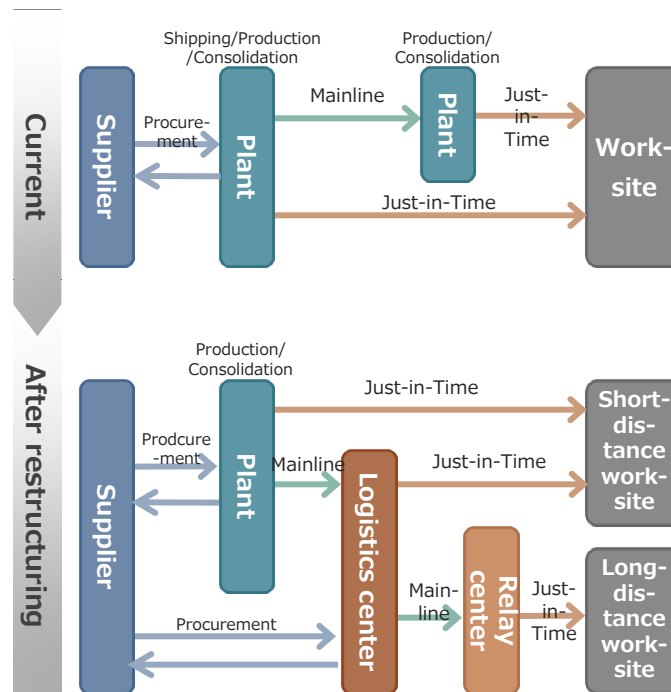 Current
Shipping/Production
/Consolidation
Production/
Consolidation
Supplier
Procure-
ment
Plant
Mainline
Plant
Just-
in-
Time
Just-in-Time
Work-
site
After restructuring
Production/
Consolidation
Supplier
Prodcure
-ment
Plant
Mainline
Just-in-Time
Logistics center
Just-in-Time
Short-
dis-
tance
work-
site
Procurement
Main-
line
Relay
center
Just-
in-
Time
Long-
dis-
tance
work-
site